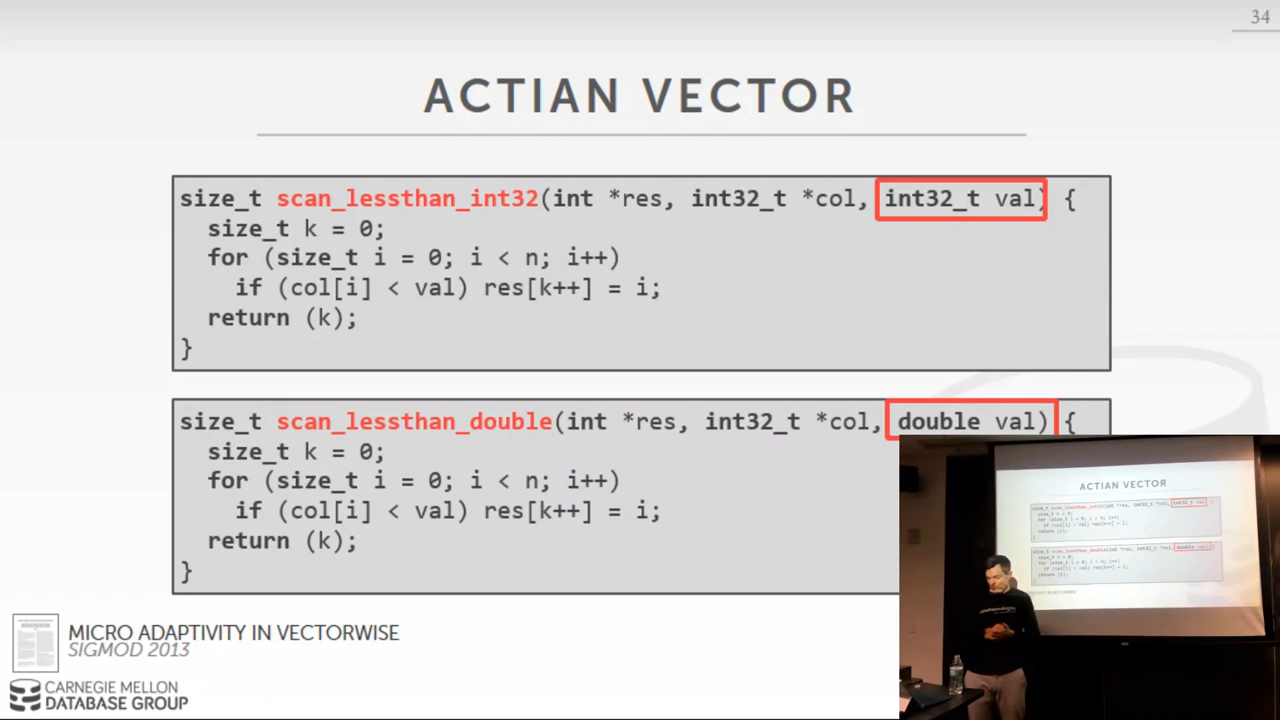 34
ACTIAN VECTOR
size_t scan_lessthan_int32(int *res, int32_t *col, int32_t val) {
size_t k = 0;
for (size_t i = 0; i < n; i++)
if (col[i] < val) res[k++] = i;
return (k);
}
size_t scan_lessthan_double(int *res, int32_t *col, double val) {
size_t k = 0;
for (size_t i = 0; i < n; i++)
if (col[i] < val) res[k++] = i;
return (k);
}
MICRO ADAPTIVITY IN VECTORWISE
SIGMOD 2013
CARNEGIE MELLON
DATABASE GROUP
ACTIAN VECTOR